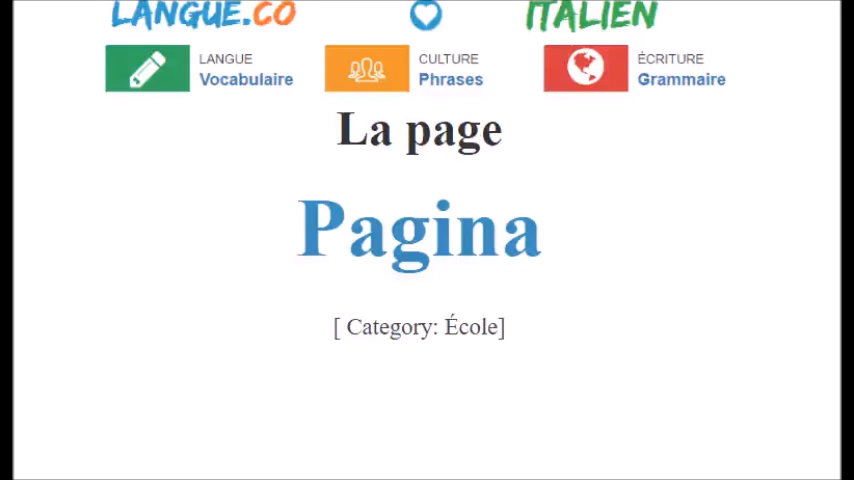 LANGUE.CO
ITALIEN
LANGUE
Vocabulaire
CULTURE
Phrases
ÉCRITURE
Grammaire
La page
Pagina
[ Category: École]